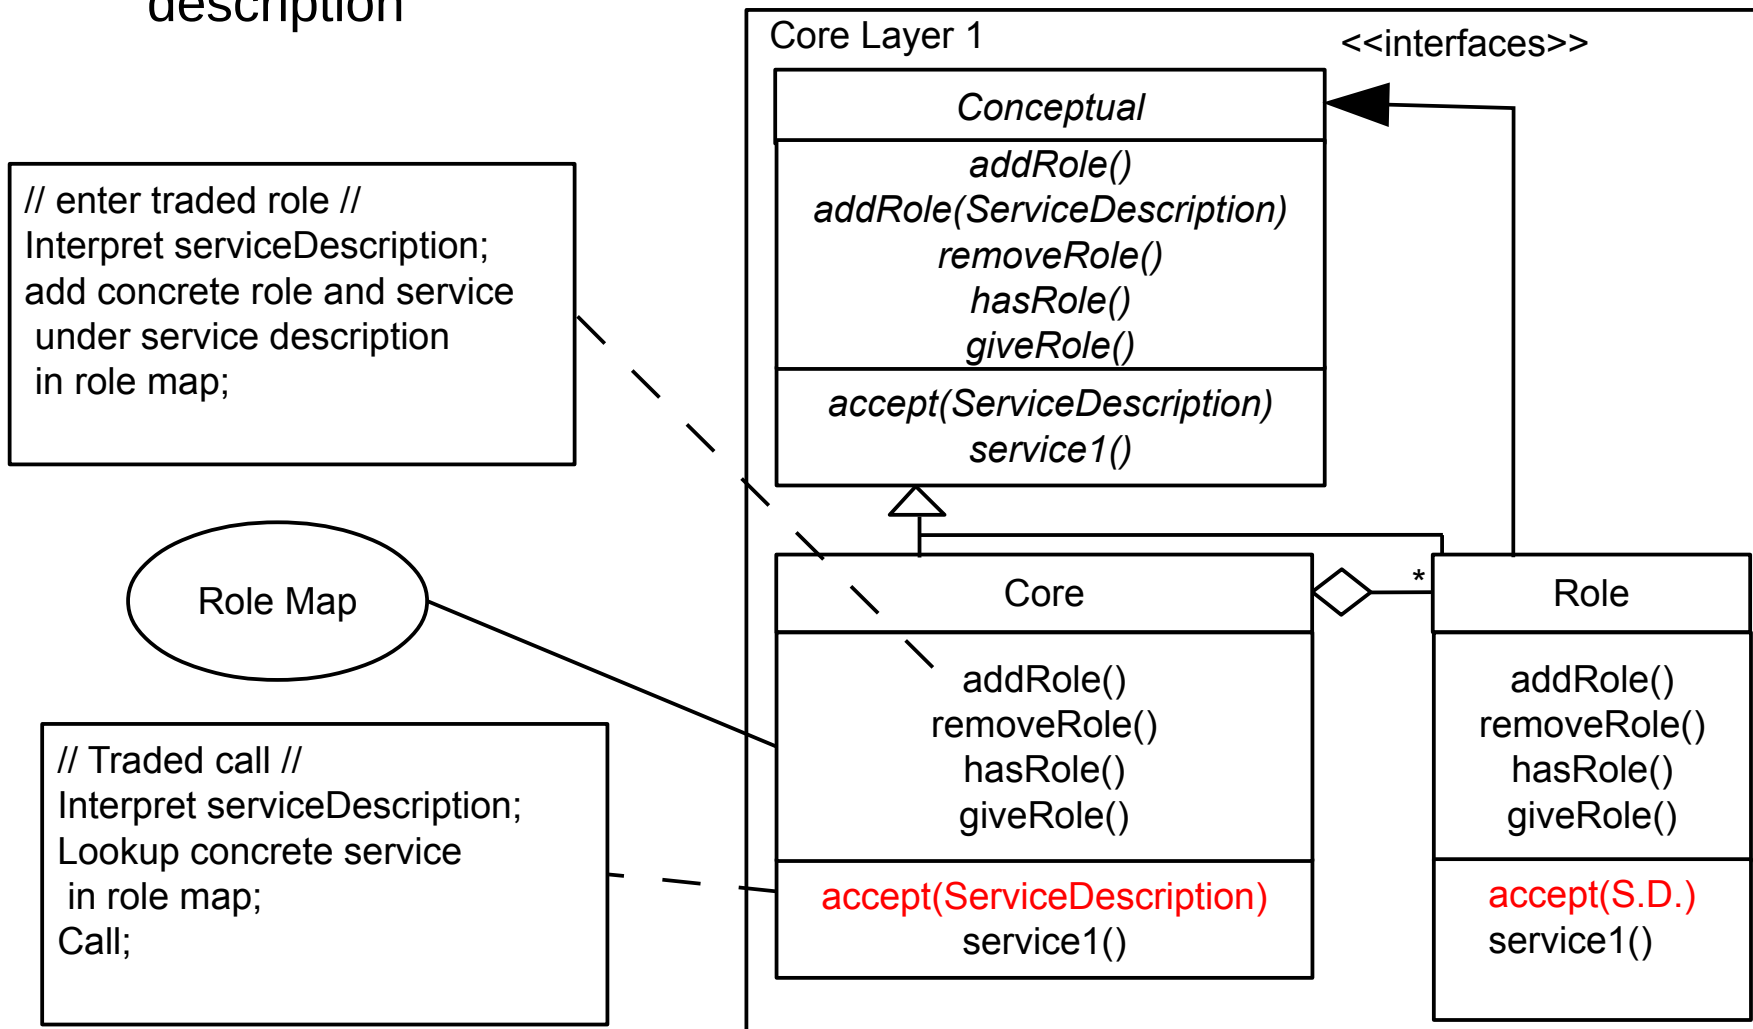 description
Core Layer 1
<<interfaces>>
Conceptual
addRole()
addRole(ServiceDescription)
removeRole()
hasRole()
giveRole()
accept(ServiceDescription)
service1()
// enter traded role //
Interpret serviceDescription;
add concrete role and service
under service description
in role map;
Role Map
// Traded call //
Interpret serviceDescription;
Lookup concrete service
in role map;
Call;
Core
addRole()
removeRole()
hasRole()
giveRole()
accept(ServiceDescription)
service1()
*
Role
addRole()
removeRole()
hasRole()
giveRole()
accept(S.D.)
service1()